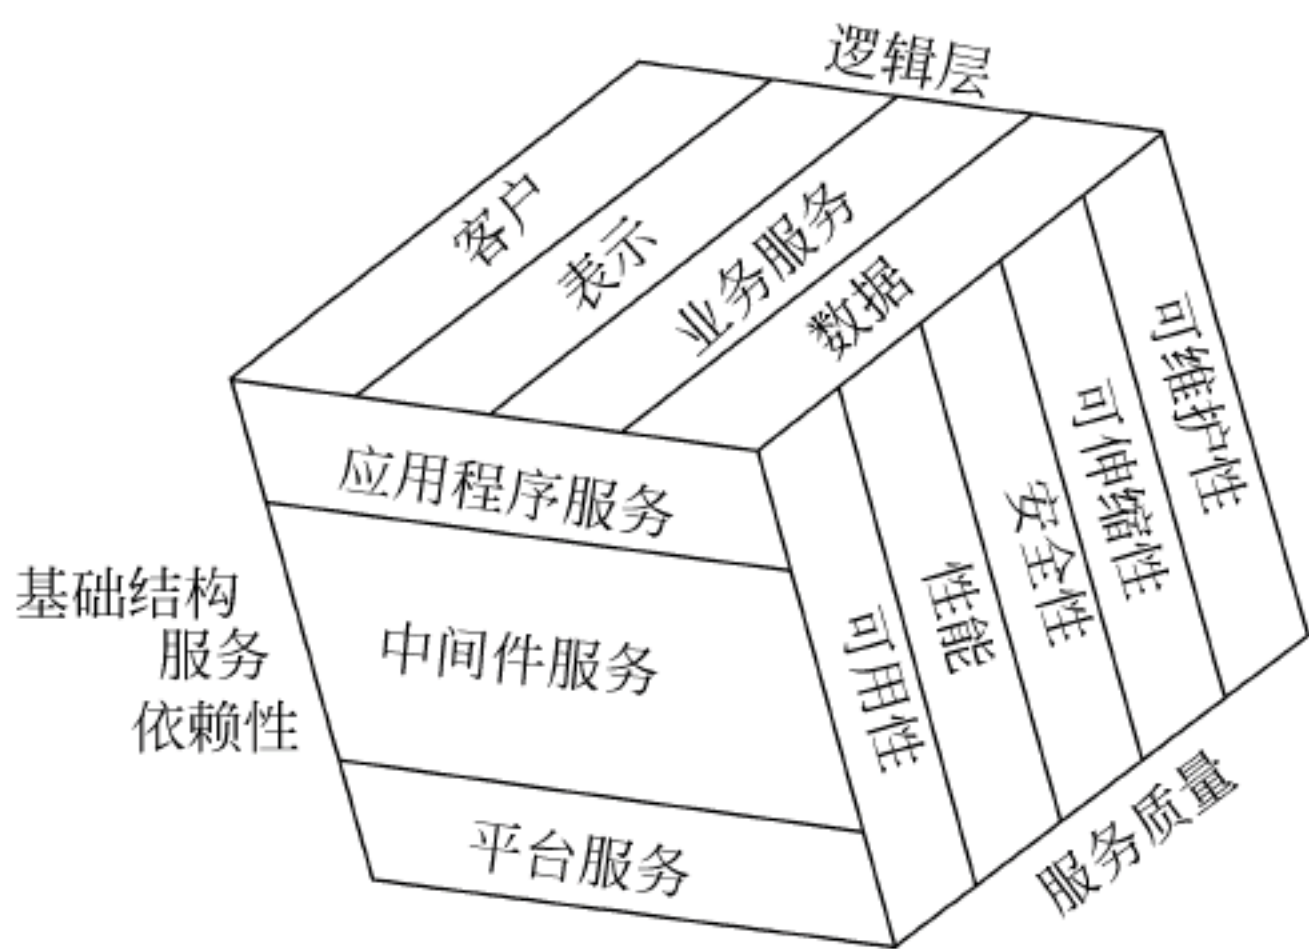 逻辑层
客户
表示
业务服务
数据
应用程序服务
中间件服务
平台服务
基础结构
服务
依赖性
可用性
性能
安全性
可伸缩性
可维护性
服务质量